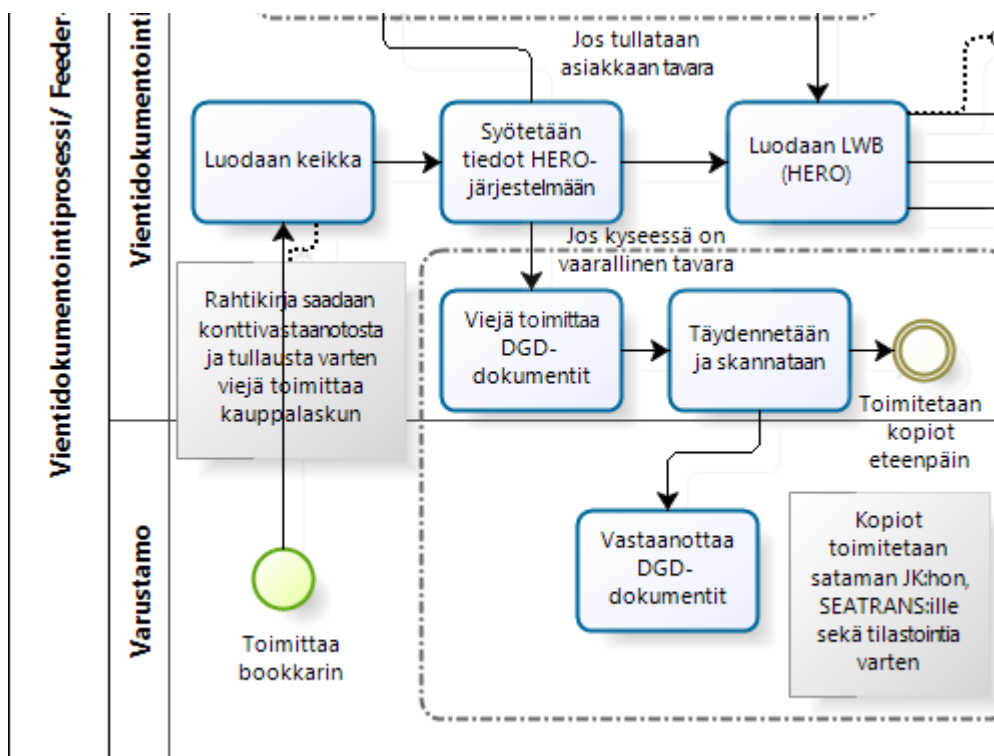 Vientidokumentointiprosessi/ Feeder-
Vientidokumentointi
Jos tullataan
asiakkaan tavara
Luodaan keikka
Syötetään
tiedot HERO-
järjestelmään
Luodaan LWB
(HERO)
Jos kyseessä on
vaarallinen tavara
Rahtikirja saadaan
konttivastaanotosta
ja tullausta varten
viejä toimittaa
kauppalaskun
Viejä toimittaa
DGD-
dokumentit
Täydennetään
ja skannataan
Toimitetaan
kopiot
eteenpäin
Varustamo
Toimittaa
bookkarin
Vastaanottaa
DGD-
dokumentit
Kopiot
toimitetaan
sataman JK:hon,
SEATRANS:ille
sekä tilastointia
varten